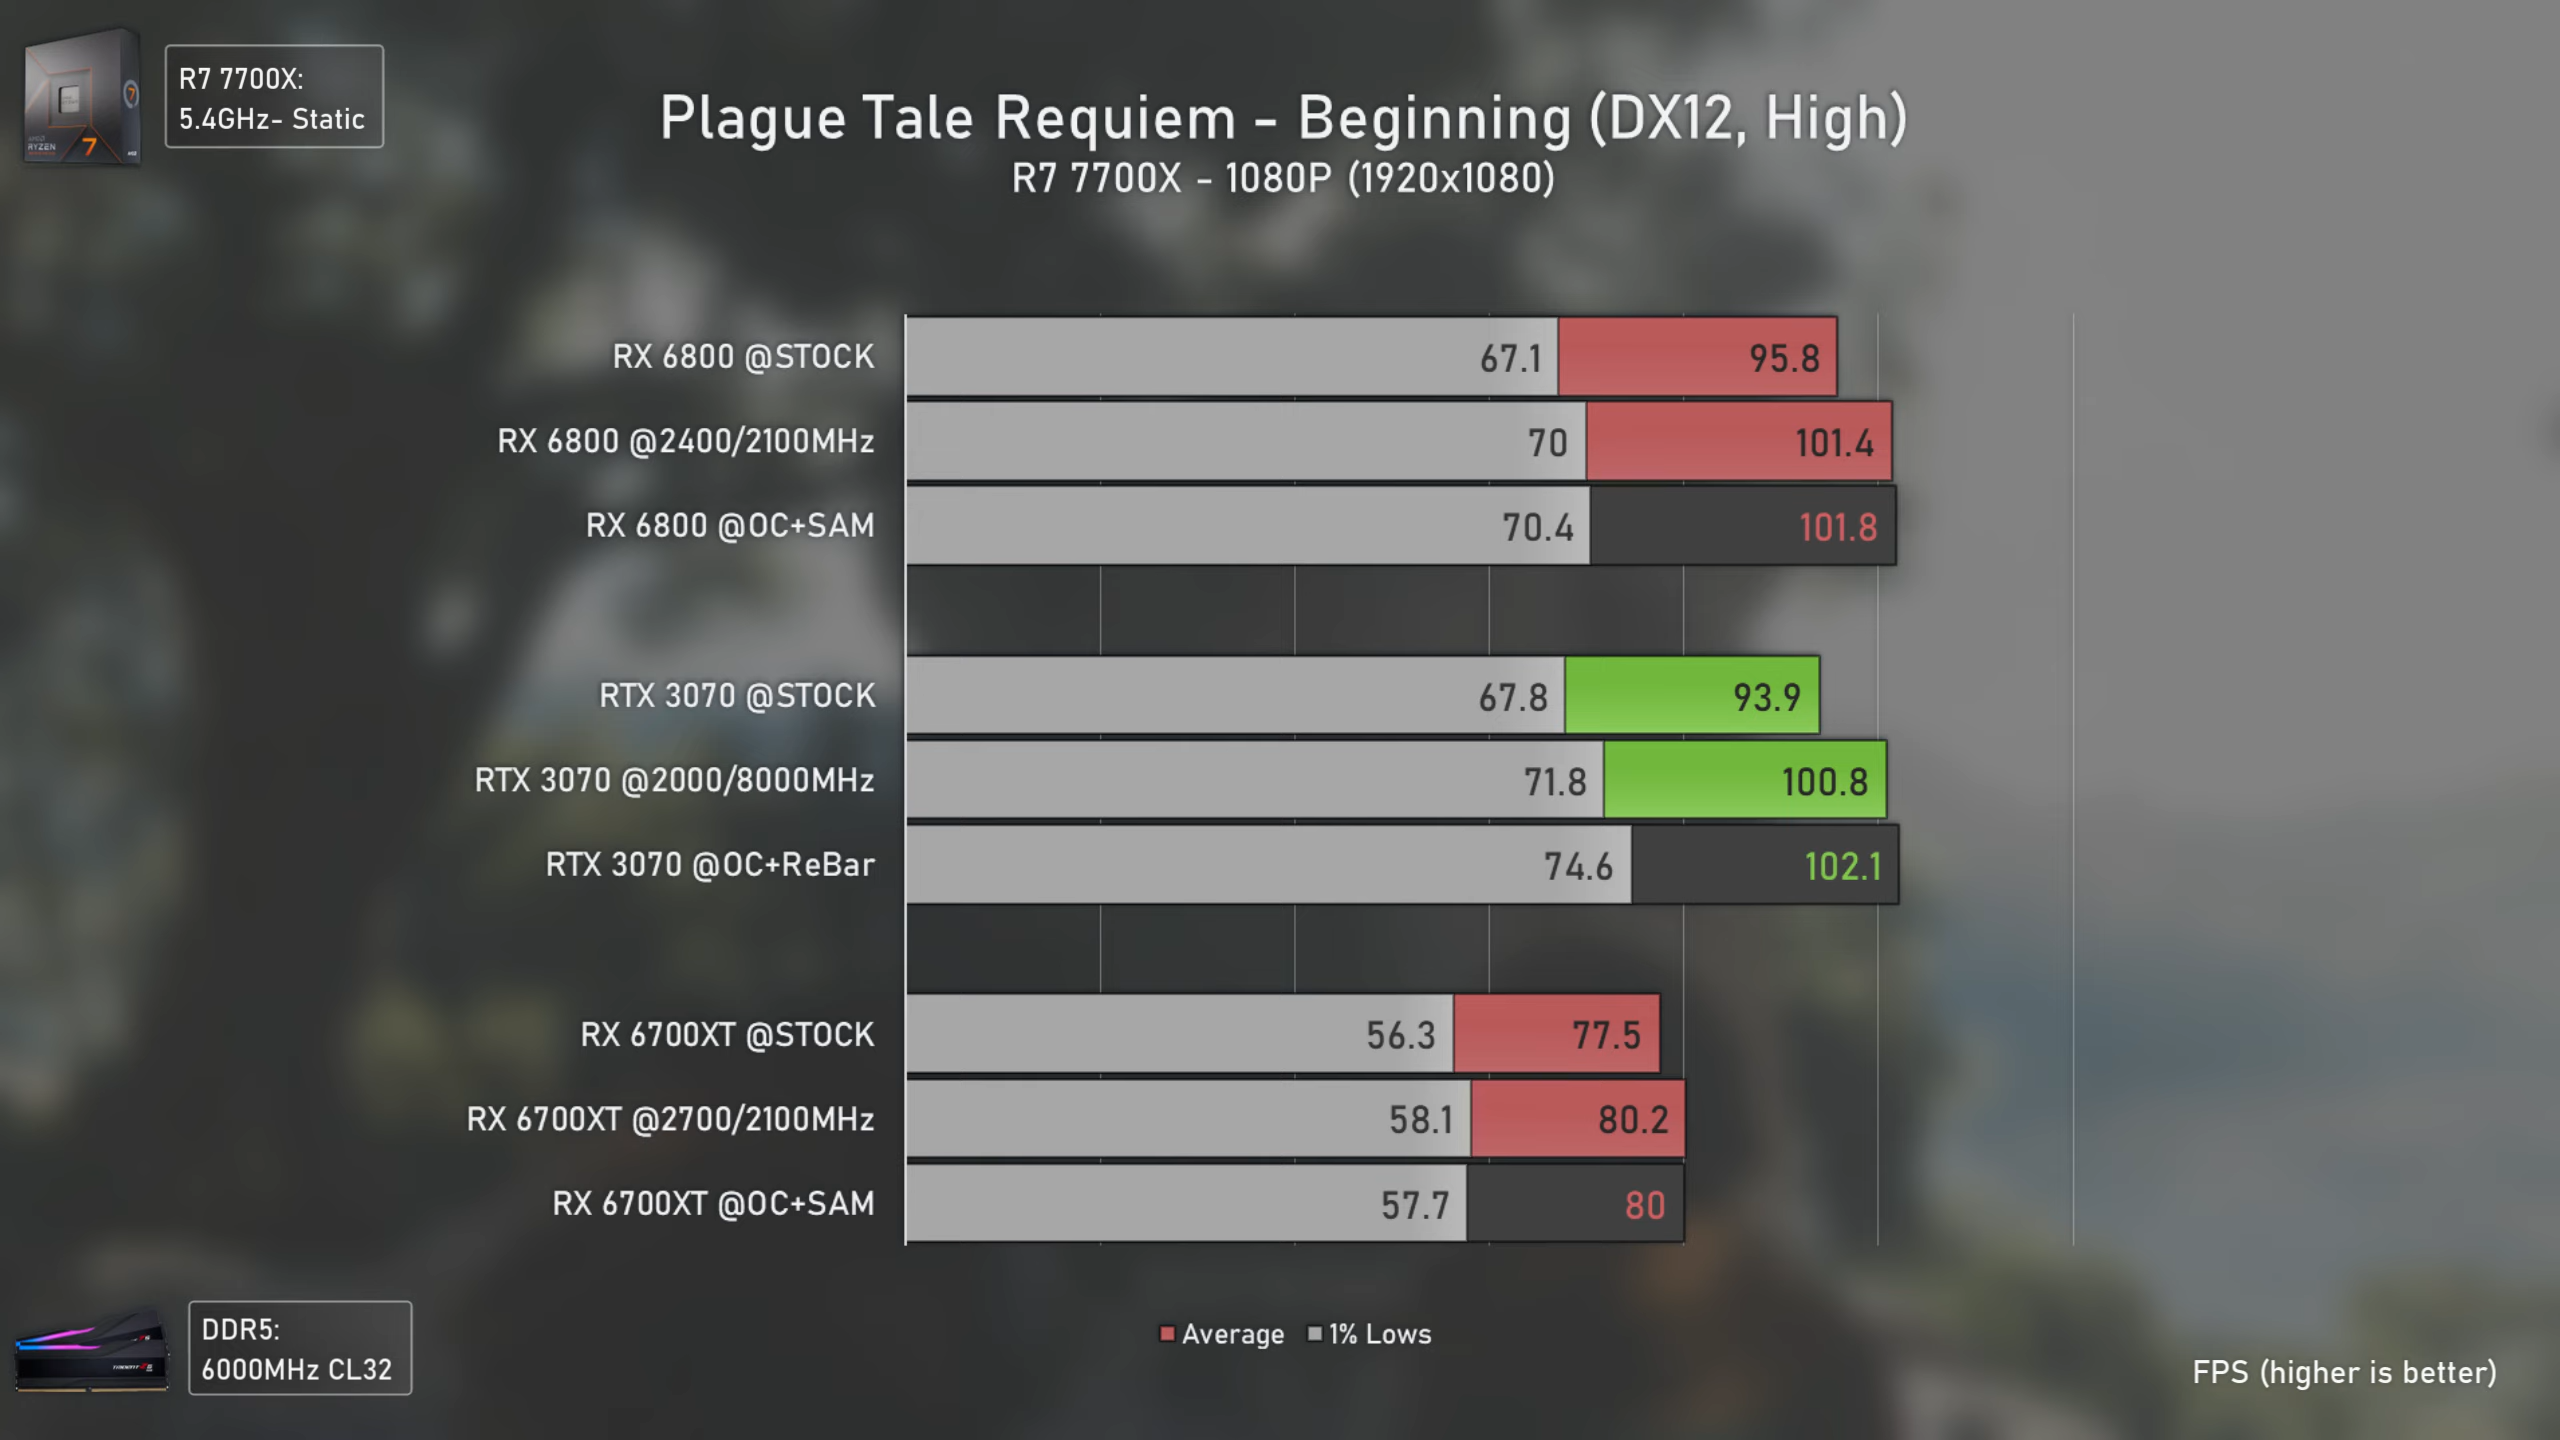 R7 7700X:
5.4GHz- Static
AMD
RYZEN
7
7
Plague Tale Requiem - Beginning (DX12, High)
R7 7700X - 1080P (1920x1080)
RX 6800 @STOCK
67.1
95.8
RX 6800 @2400/2100MHz
70
101.4
RX 6800 @OC+SAM
70.4
101.8
RTX 3070 @STOCK
67.8
93.9
RTX 3070 @2000/8000MHz
71.8
100.8
RTX 3070 @OC+ReBar
74.6
102.1
RX 6700XT @STOCK
56.3
77.5
RX 6700XT @2700/2100MHz
58.1
80.2
RX 6700XT @OC+SAM
57.7
80
Average
1% Lows
DDR5:
6000MHz CL32
FPS (higher is better)